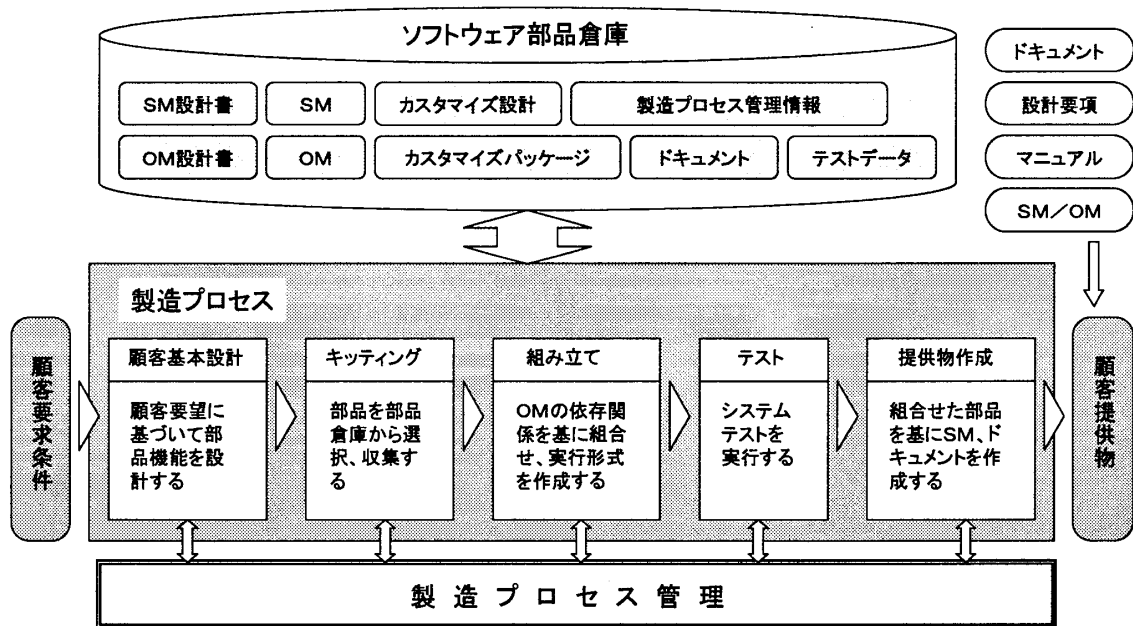 ソフトウェア部品倉庫
SM設計書
SM
カスタマイズ設計
製造プロセス管理情報
OM設計書
OM
カスタマイズパッケージ
ドキュメント
テストデータ
ドキュメント
設計要項
マニュアル
SM／OM
製造プロセス
顧客要求条件
顧客基本設計
顧客要望に
基づいて部
品機能を設
計する
キッティング
部品を部品
倉庫から選
択、収集す
る
組み立て
OMの依存関
係を基に組合
せ、実行形式
を作成する
テスト
システム
テストを
実行する
提供物作成
組合せた部品
を基にSM、ド
キュメントを作
成する
顧客提供物
製造プロセス管理